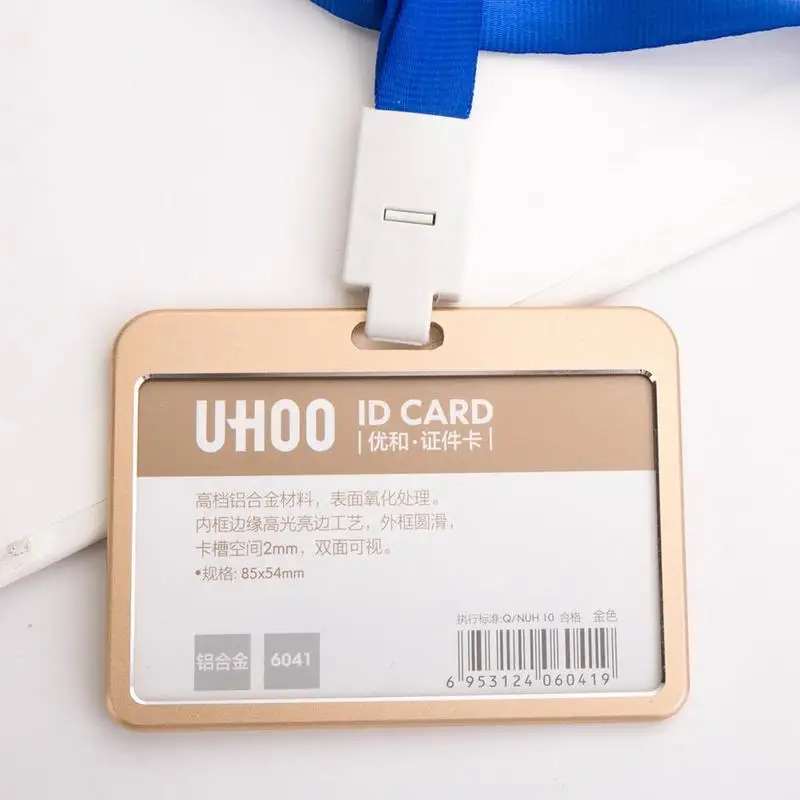 UHOO ID CARD
|优和·证件卡|
高档铝合金材料，表面氧化处理。
内框边缘高光亮边工艺，外框圆滑，
卡槽空间2mm，双面可视。
•规格: 85x54mm
执行标准:Q/NUH 10 合格 金色
铝合金 6041
6 953124 060419